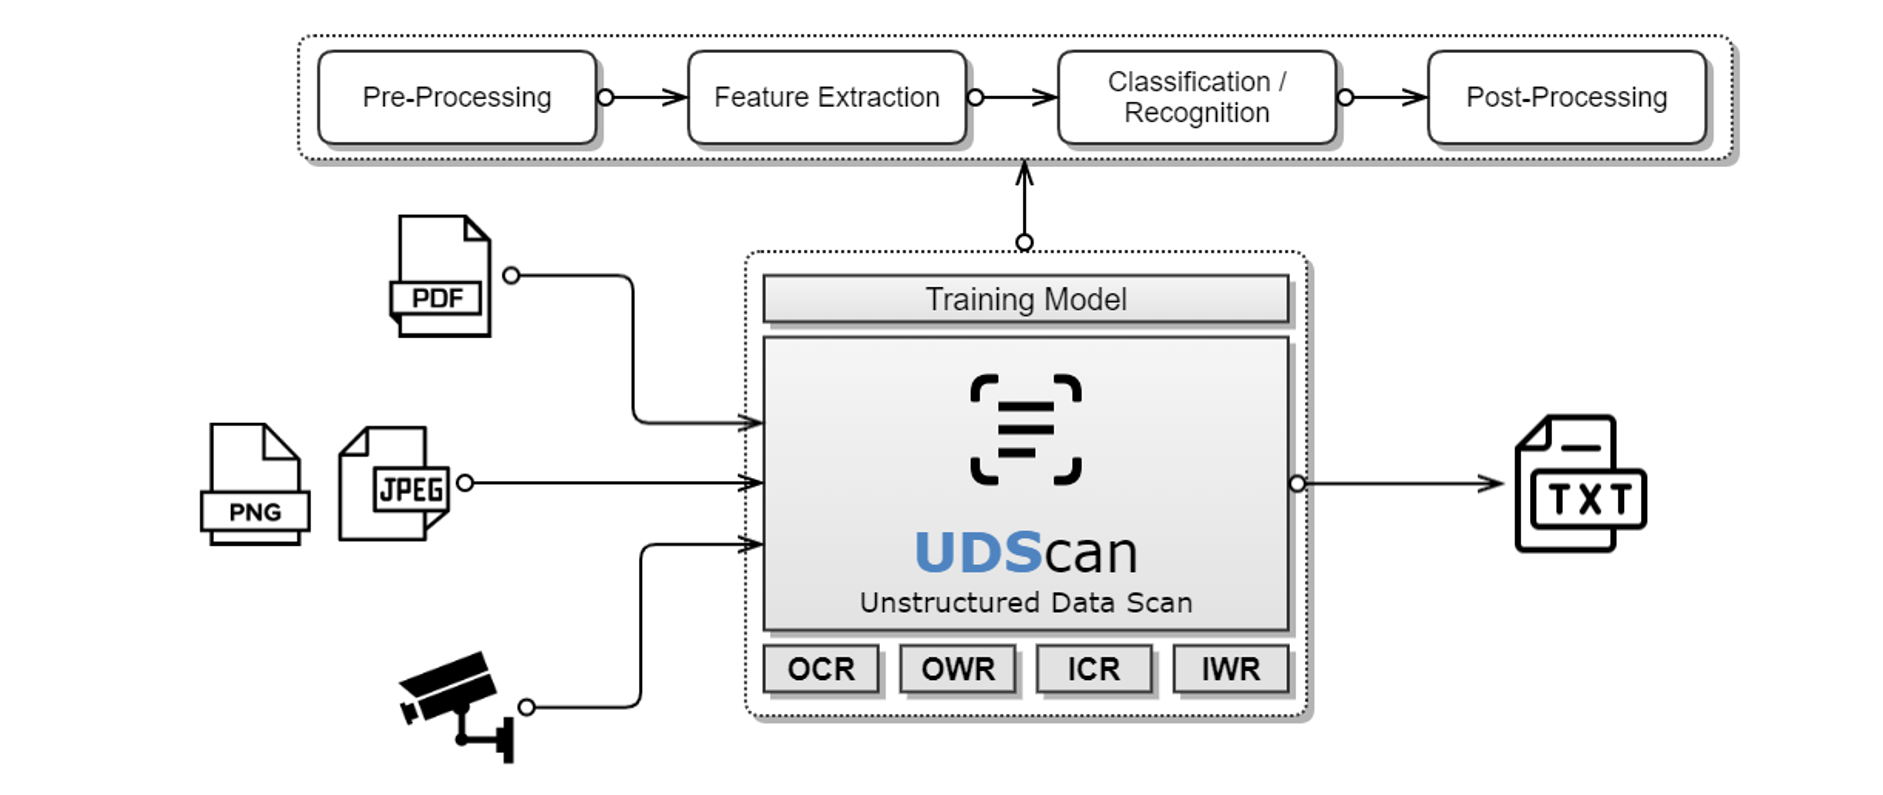 Pre-Processing
Feature Extraction
Classification /
Recognition
Post-Processing
PDF
Training Model
PNG
JPEG
TXT
UDScan
Unstructured Data Scan
OCR
OWR
ICR
IWR